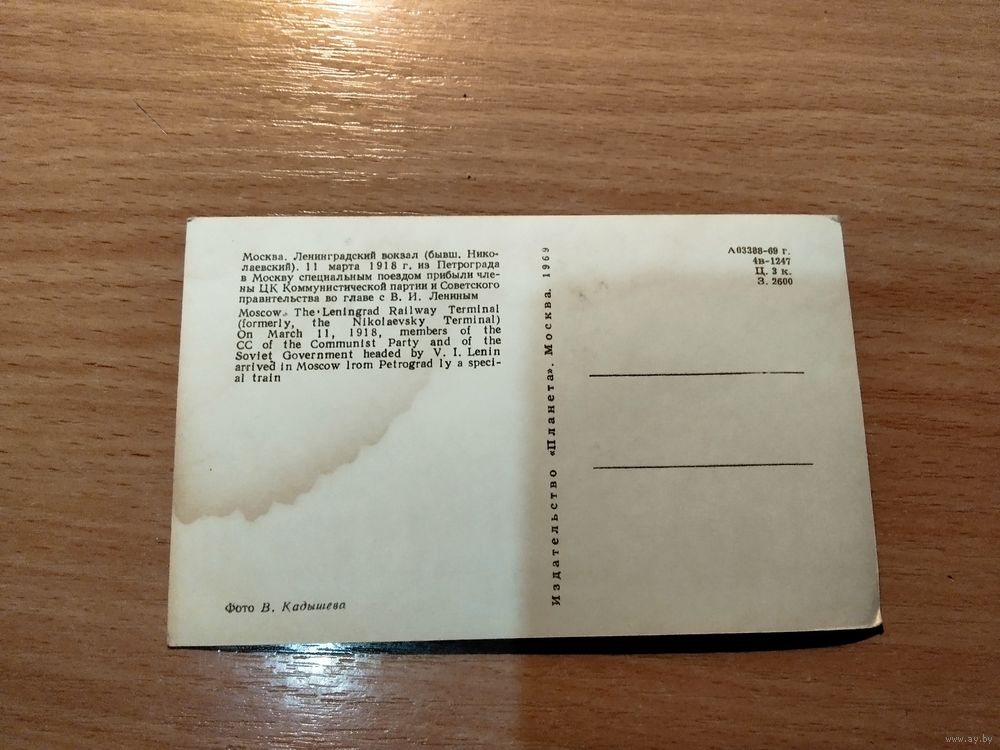 Москва. Ленинградский вокзал (бывш. Нико-
лаевский). 11 марта 1918 г. из Петрограда
в Москву специальным поездом прибыли чле-
ны ЦК Коммунистической партии и Советского
правительства во главе с В. И. Лениным
Moscow. The Leningrad Railway Terminal
(formerly, the Nikolaevsky Terminal)
On March 11, 1918, members of the
CC of the Communist Party and of the
Soviet Government headed by V. I. Lenin
arrived in Moscow lrom Petrograd ly a speci-
al train
Фото В. Кадышева
Издательство «Планета». Москва. 1969
А03388-69 г.
4в-1247
Ц. 3 к.
З. 2600
www.ay.by